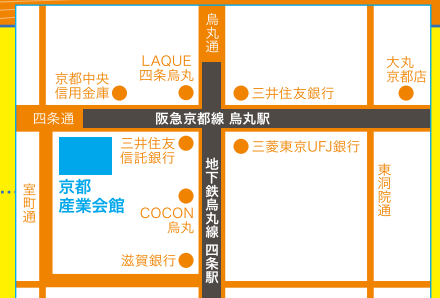 烏丸通
LAQUE
四条烏丸
大丸
京都店
京都中央
信用金庫
三井住友銀行
四条通
阪急京都線 烏丸駅
三井住友
信託銀行
三菱東京UFJ銀行
地下鉄烏丸線 四条駅
東洞院通
室町通
京都
産業会館
COCON
烏丸
滋賀銀行